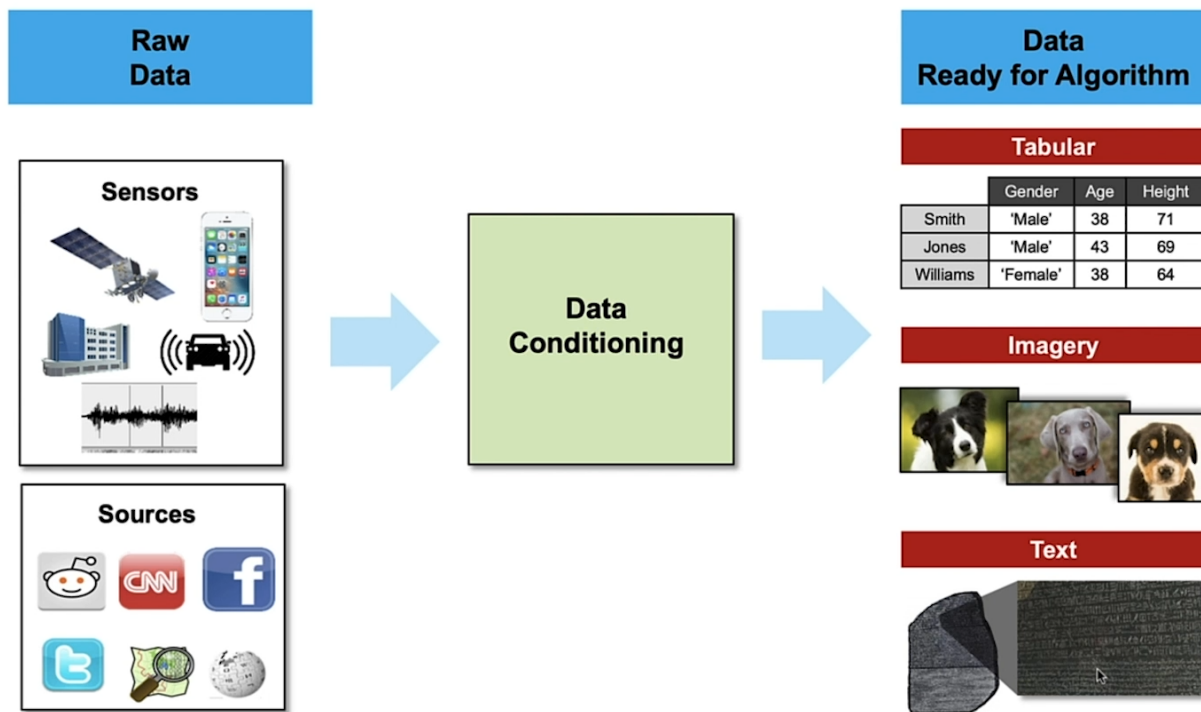 Raw
Data
Sensors
Sources
CNN
f
t
Data
Conditioning
Data
Ready for Algorithm
Tabular
Gender Age Height
Smith 'Male' 38 71
Jones 'Male' 43 69
Williams 'Female' 38 64
Imagery
Text